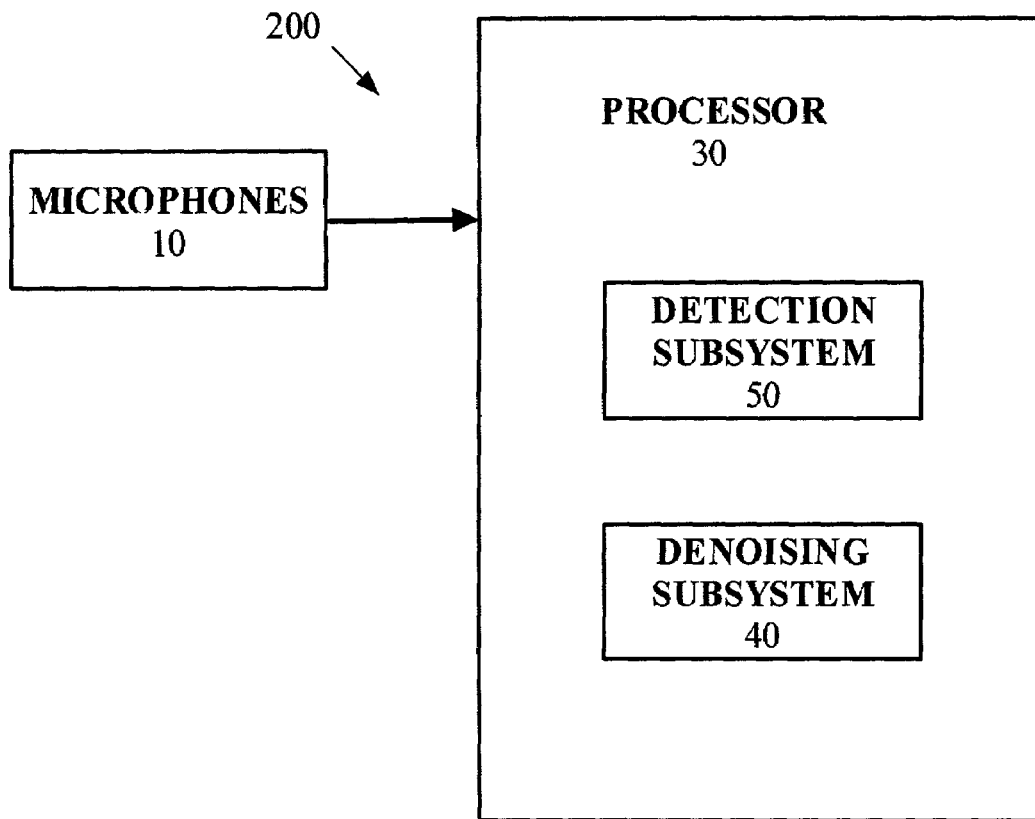 200
PROCESSOR
30
MICROPHONES
10
DETECTION
SUBSYSTEM
50
DENOISING
SUBSYSTEM
40